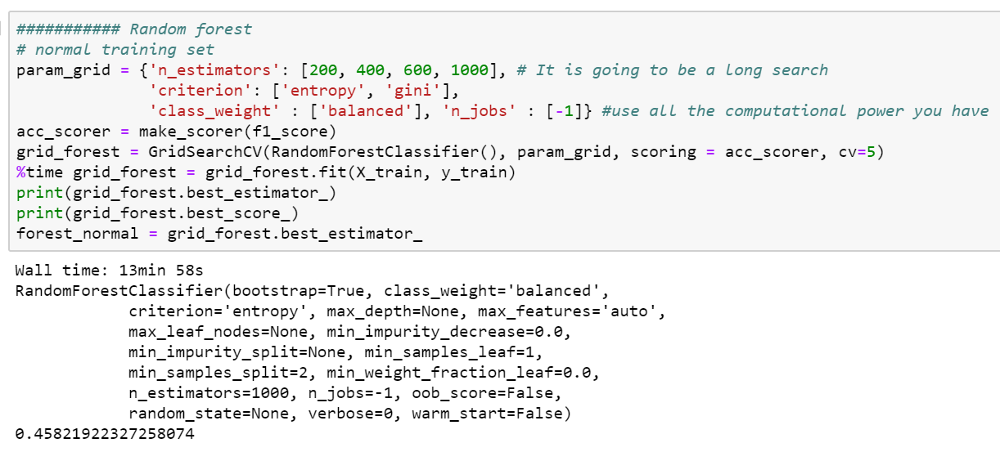 ########### Random forest
# normal training set
param_grid = {'n_estimators': [200, 400, 600, 1000], # It is going to be a long search
              'criterion': ['entropy', 'gini'],
              'class_weight' : ['balanced'], 'n_jobs' : [-1]} #use all the computational power you have
acc_scorer = make_scorer(f1_score)
grid_forest = GridSearchCV(RandomForestClassifier(), param_grid, scoring = acc_scorer, cv=5)
%time grid_forest = grid_forest.fit(X_train, y_train)
print(grid_forest.best_estimator_)
print(grid_forest.best_score_)
forest_normal = grid_forest.best_estimator_
Wall time: 13min 58s
RandomForestClassifier(bootstrap=True, class_weight='balanced',
            criterion='entropy', max_depth=None, max_features='auto',
            max_leaf_nodes=None, min_impurity_decrease=0.0,
            min_impurity_split=None, min_samples_leaf=1,
            min_samples_split=2, min_weight_fraction_leaf=0.0,
            n_estimators=1000, n_jobs=-1, oob_score=False,
            random_state=None, verbose=0, warm_start=False)
0.45821922327258074